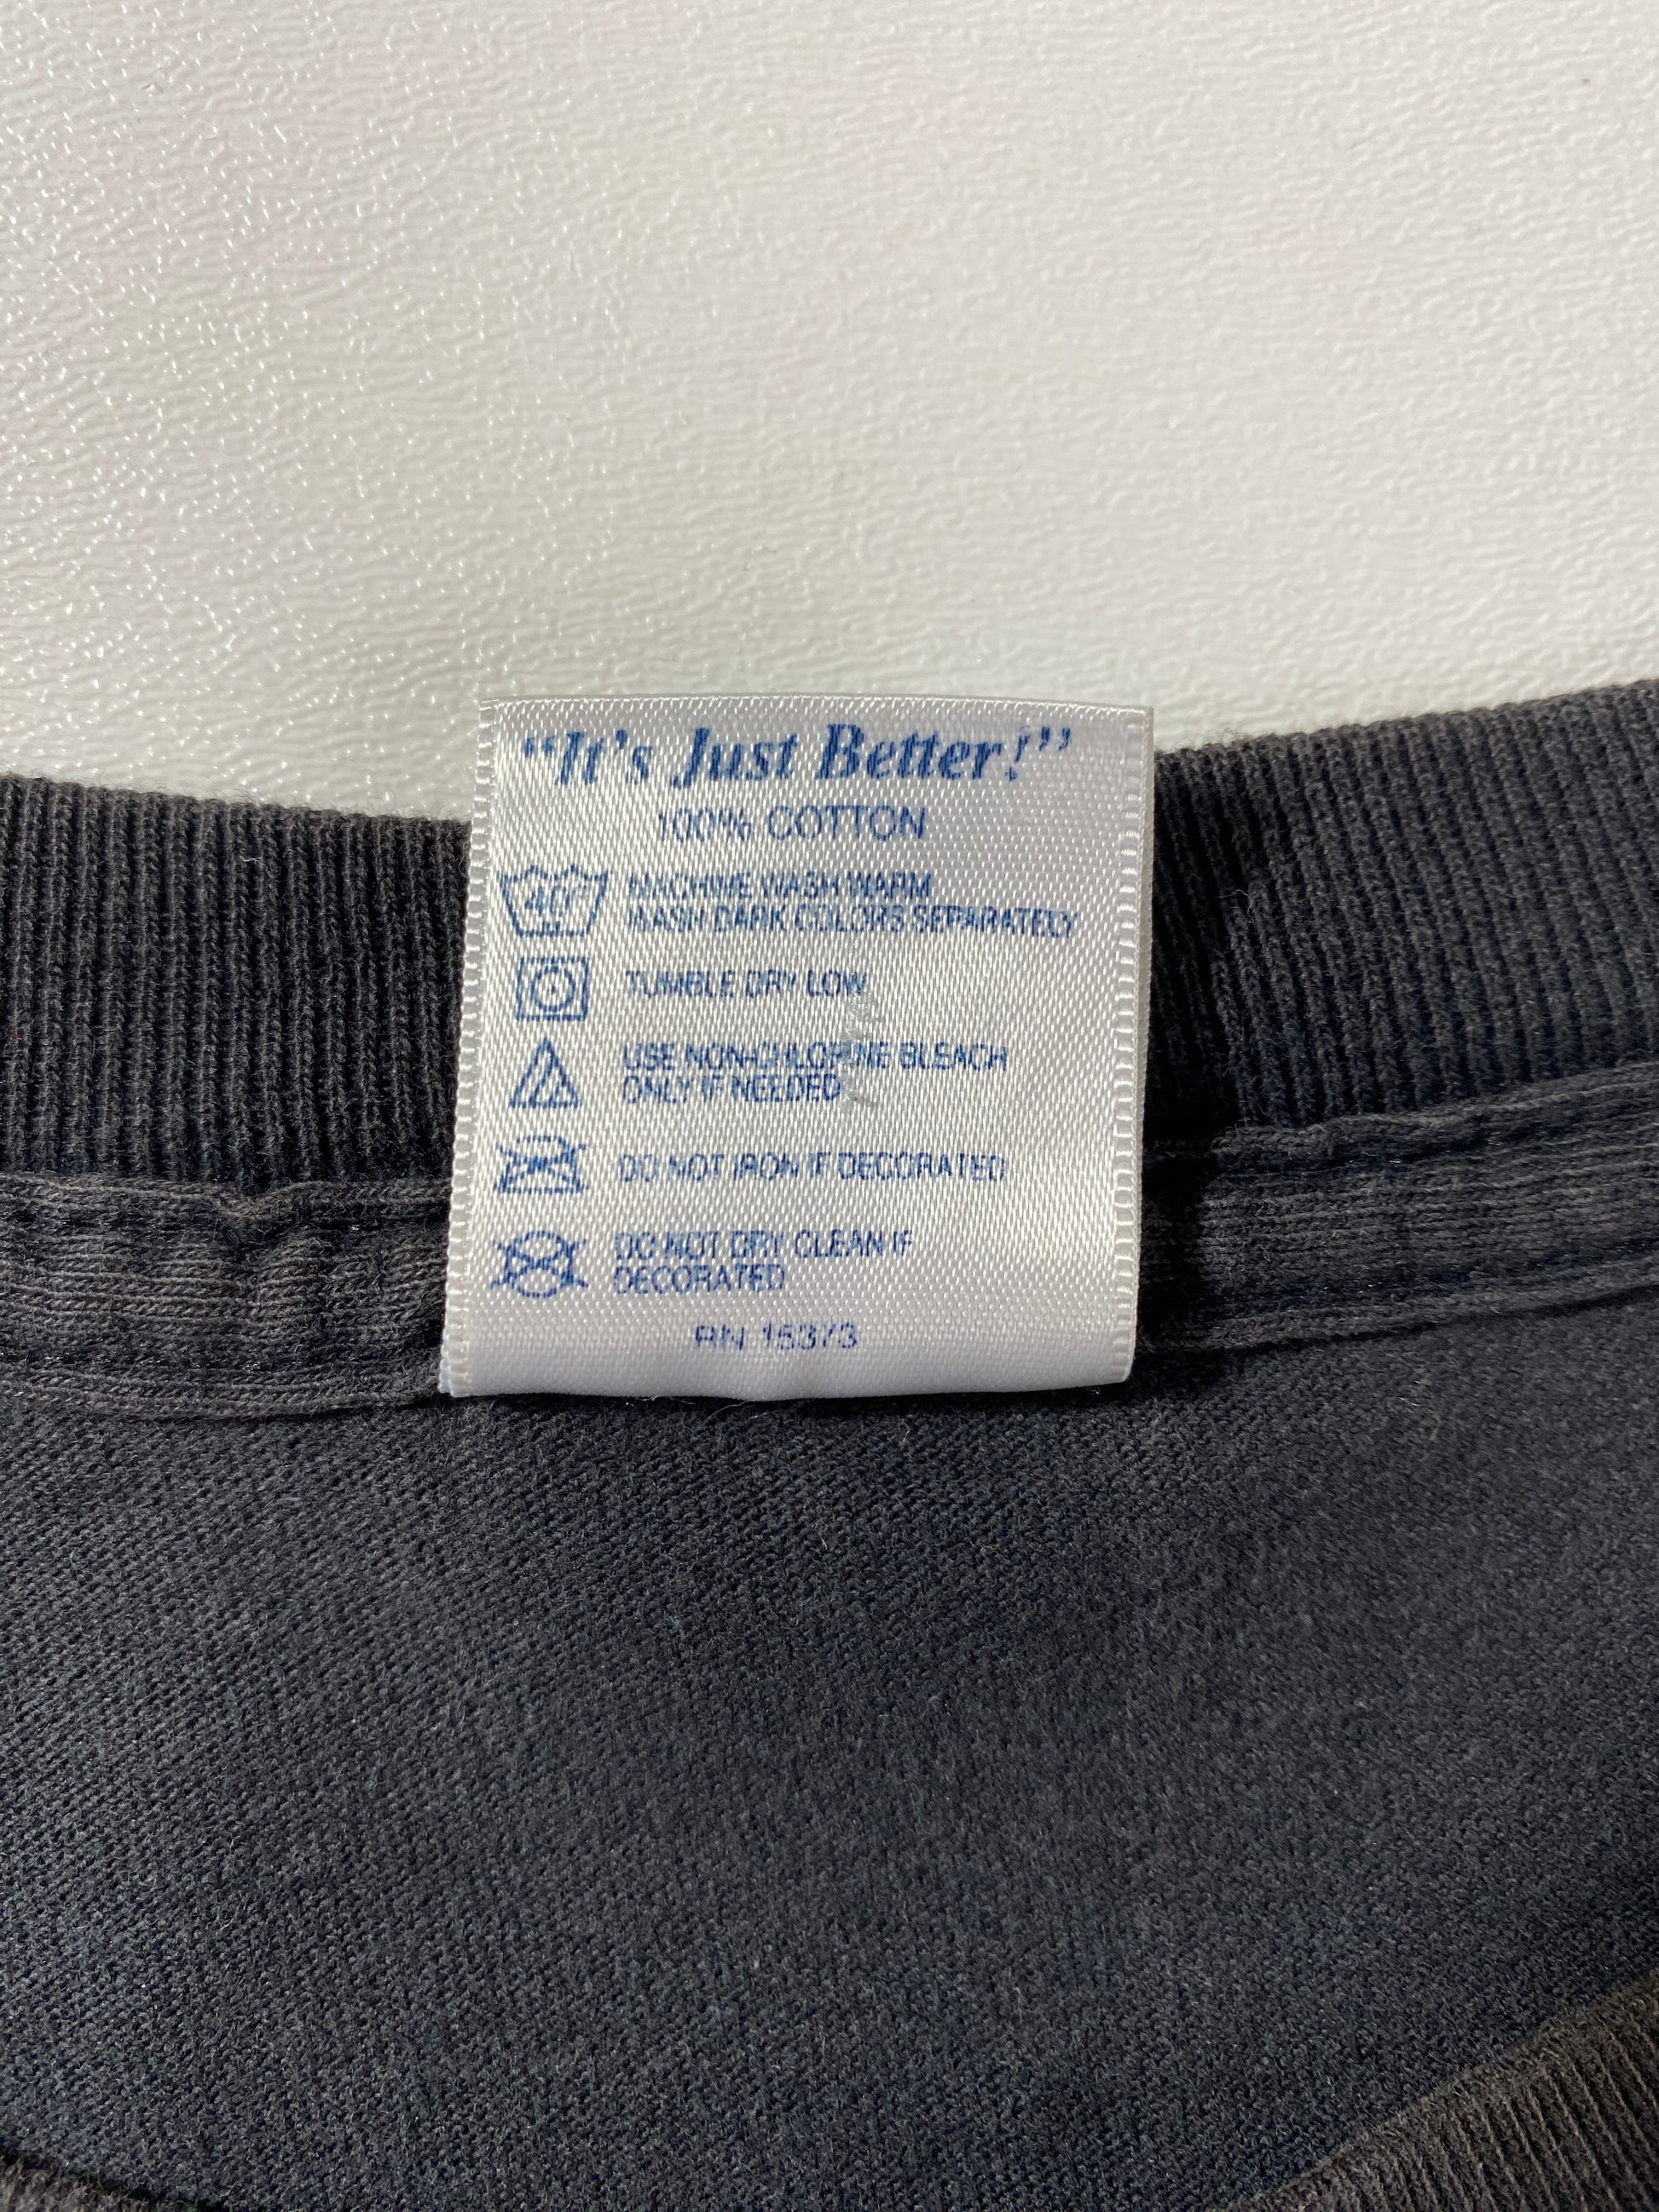 “It's Just Better!”
100% COTTON
40°
MACHINE WASH WARM
WASH DARK COLORS SEPARATELY
TUMBLE DRY LOW
USE NON-CHLORINE BLEACH
ONLY IF NEEDED
DO NOT IRON IF DECORATED
DO NOT DRY CLEAN IF
DECORATED
RN 15373